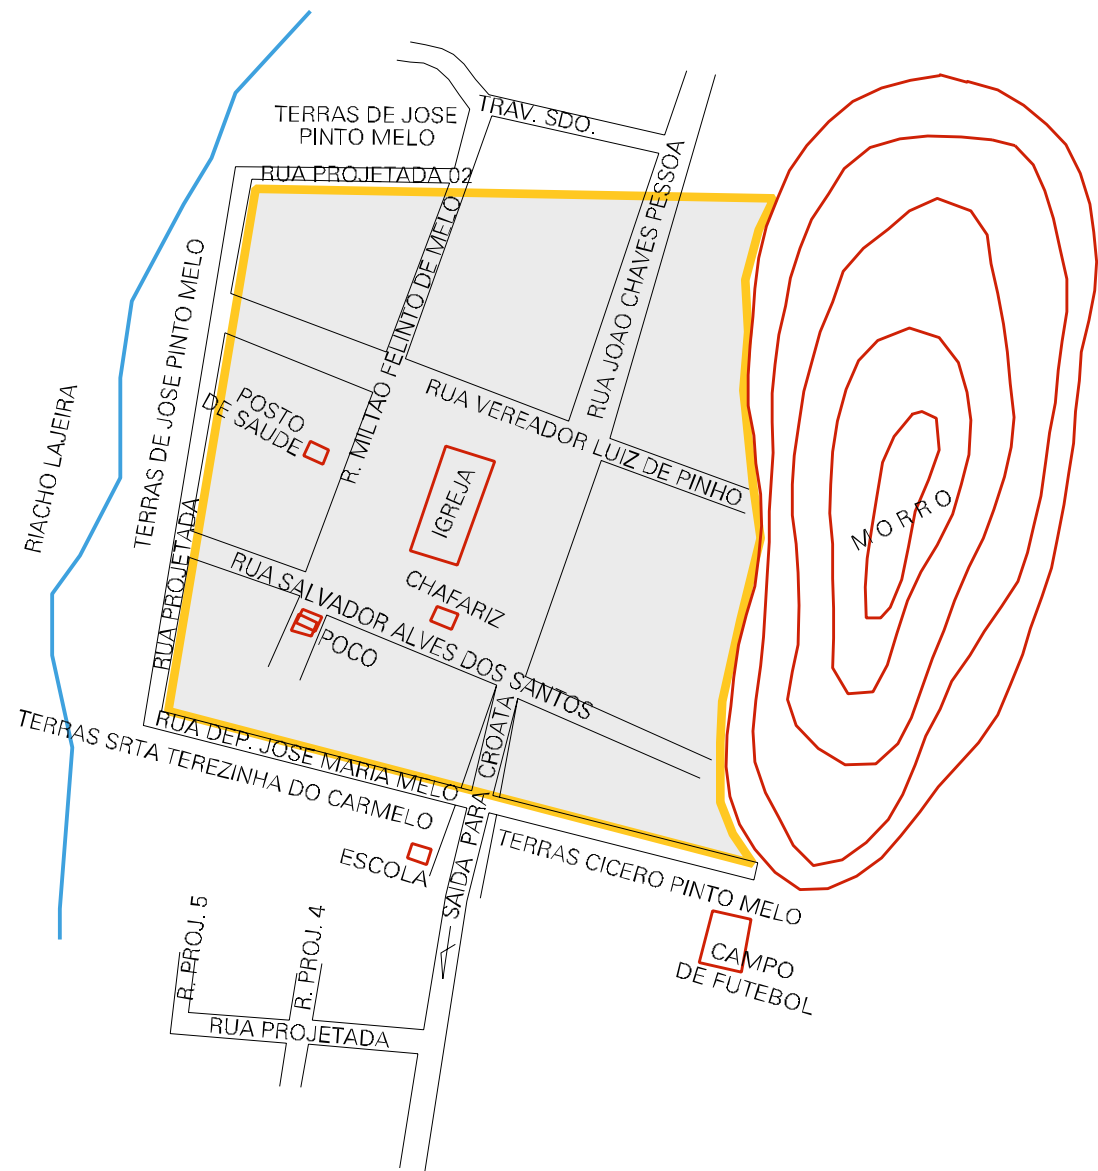 TRAV. SDO.
TERRAS DE JOSE
PINTO MELO
RUA PROJETADA 02
RUA JOAO CHAVES PESSOA
R. MILTAO FELINTO DE MELO
TERRAS DE JOSE PINTO MELO
RIACHO LAJEIRA
RUA VEREADOR LUIZ DE PINHO
POSTO
DE SAUDE
IGREJA
MORRO
RUA PROJETADA
RUA SALVADOR ALVES DOS SANTOS
CHAFARIZ
POCO
RUA DEP. JOSE MARIA MELO
TERRAS SRTA TEREZINHA DO CARMELO
SAIDA PARA CROATA
ESCOLA
TERRAS CICERO PINTO MELO
R. PROJ. 5
R. PROJ. 4
CAMPO
DE FUTEBOL
RUA PROJETADA